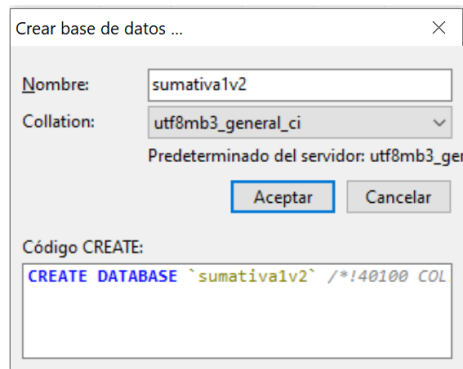 Crear base de datos ...
Nombre: sumativa1v2
Collation: utf8mb3_general_ci
Predeterminado del servidor: utf8mb3_ger
Aceptar Cancelar
Código CREATE:
CREATE DATABASE `sumativa1v2` /*!40100 COL